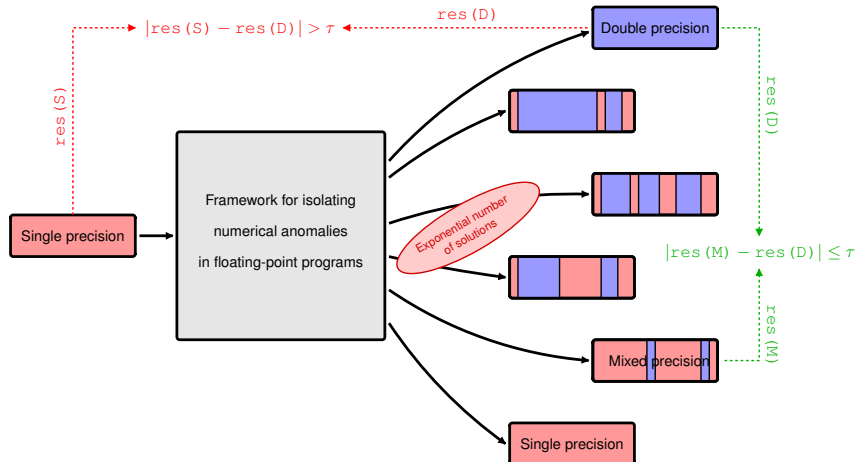 |res(S) − res(D)| > τ
res(D)
Double precision
res(S)
res(D)
Framework for isolating
numerical anomalies
in floating-point programs
Single precision
Exponential number
of solutions
|res(M) − res(D)| ≤ τ
res(M)
Mixed precision
Single precision